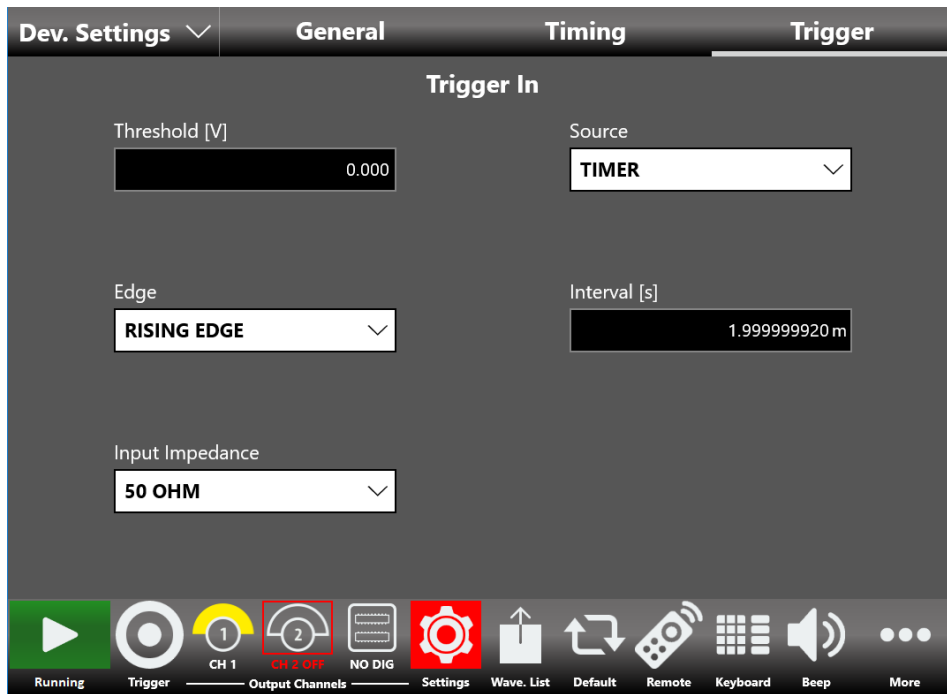 Dev. Settings General Timing Trigger
Trigger In
Threshold [V] Source
0.000 TIMER
Edge Interval [s]
RISING EDGE 1.999999920 m
Input Impedance
50 OHM
1 2
CH 1 CH 2 OFF NO DIG
Running Trigger Output Channels Settings Wave. List Default Remote Keyboard Beep More